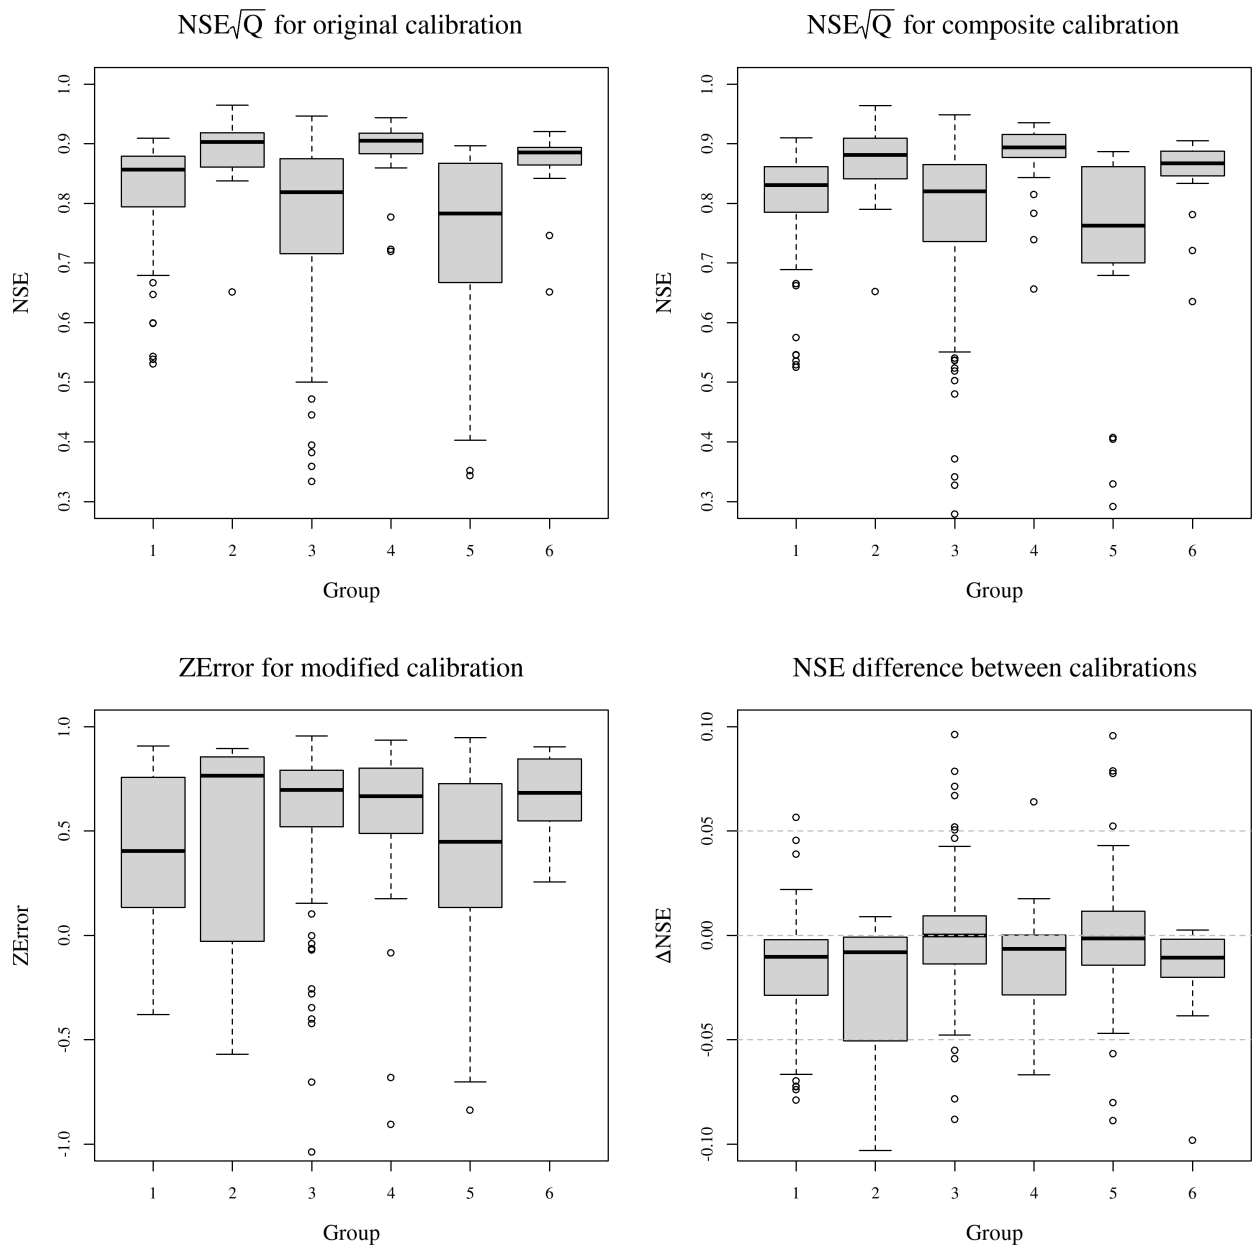 NSE√Q for original calibration
NSE
1.0
0.9
0.8
0.7
0.6
0.5
0.4
0.3
1 2 3 4 5 6
Group
NSE√Q for composite calibration
NSE
1.0
0.9
0.8
0.7
0.6
0.5
0.4
0.3
1 2 3 4 5 6
Group
ZError for modified calibration
ZError
1.0
0.5
0.0
-0.5
-1.0
1 2 3 4 5 6
Group
NSE difference between calibrations
ΔNSE
0.10
0.05
0.00
-0.05
-0.10
1 2 3 4 5 6
Group